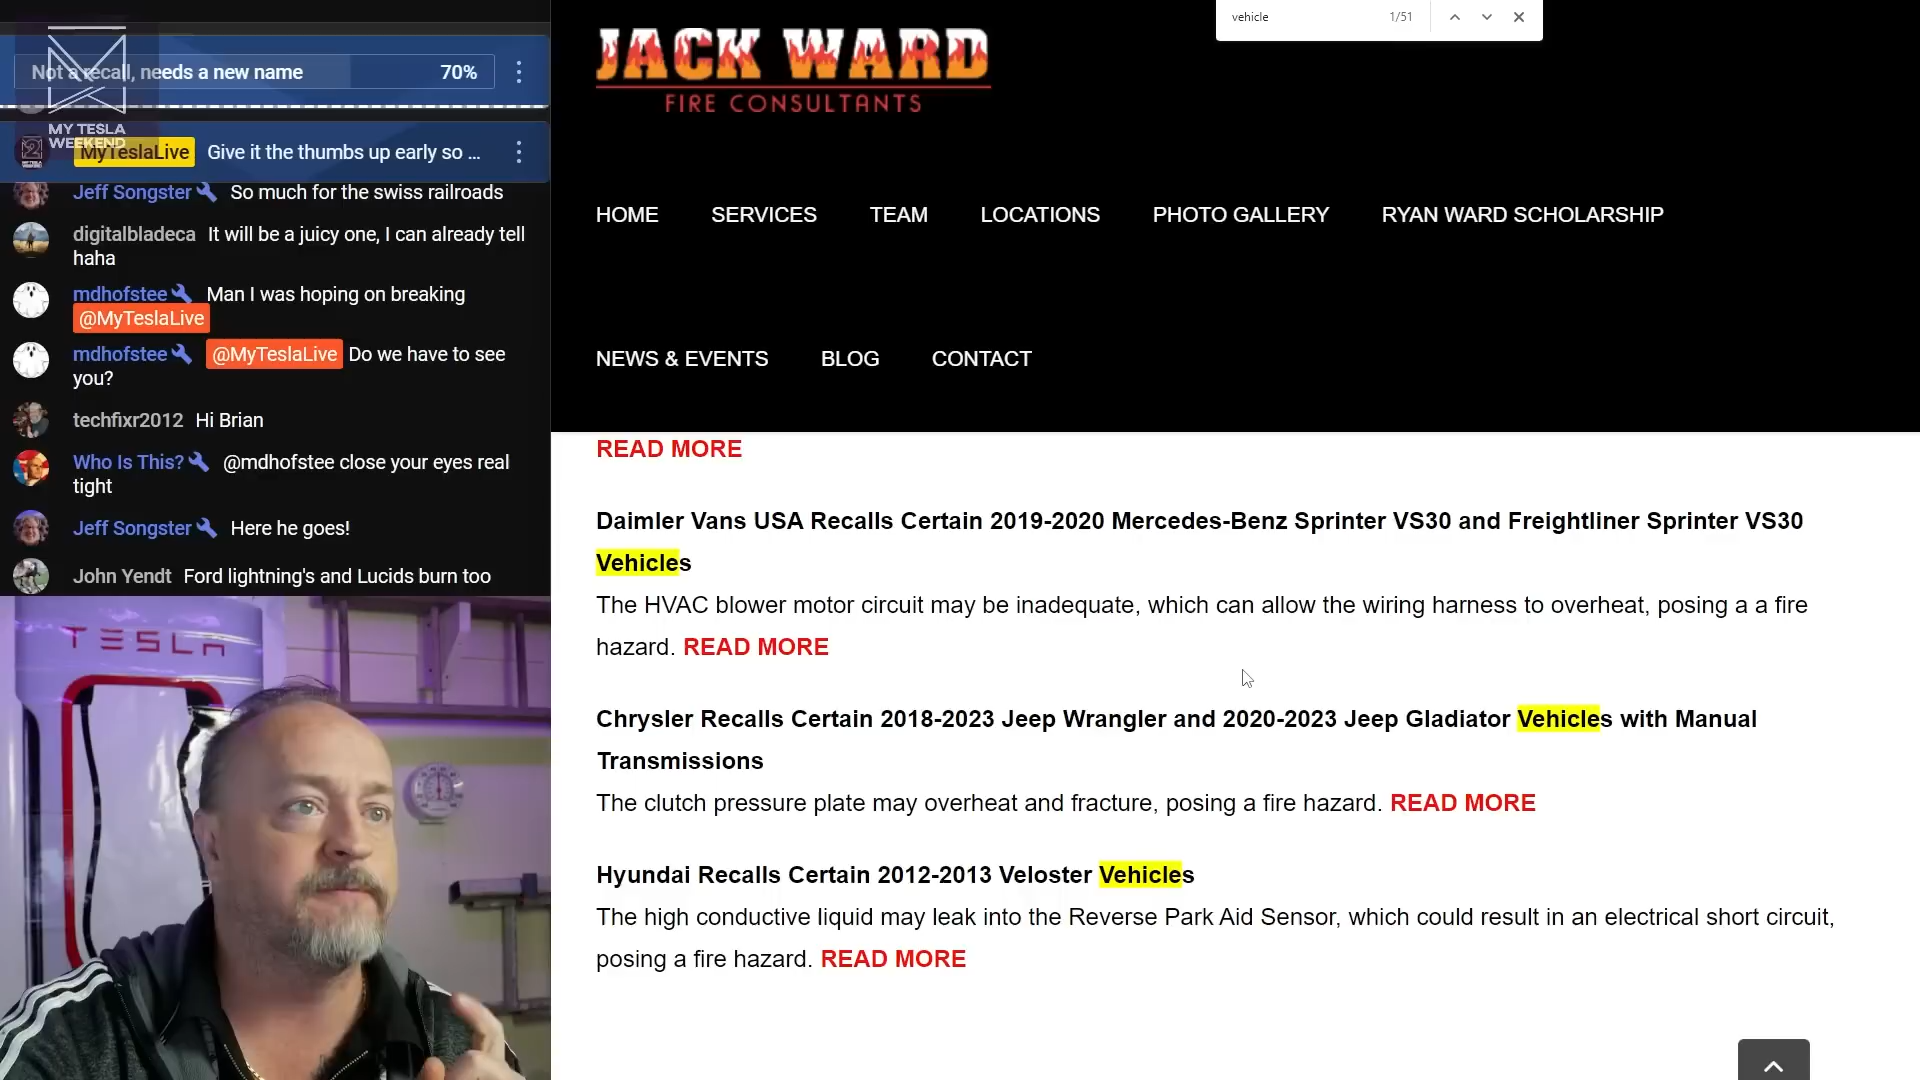 Not a recall, needs a new name 70%
MY TESLA
WEEKEND
MyTeslaLive Give it the thumbs up early so ...
Jeff Songster So much for the swiss railroads
digitalbladeca It will be a juicy one, I can already tell
haha
mdhofstee Man I was hoping on breaking
@MyTeslaLive
mdhofstee @MyTeslaLive Do we have to see
you?
techfixr2012 Hi Brian
Who Is This? @mdhofstee close your eyes real
tight
Jeff Songster Here he goes!
John Yendt Ford lightning's and Lucids burn too
TESLA
vehicle 1/51
JACK WARD
FIRE CONSULTANTS
HOME SERVICES TEAM LOCATIONS PHOTO GALLERY RYAN WARD SCHOLARSHIP
NEWS & EVENTS BLOG CONTACT
READ MORE
Daimler Vans USA Recalls Certain 2019-2020 Mercedes-Benz Sprinter VS30 and Freightliner Sprinter VS30
Vehicles
The HVAC blower motor circuit may be inadequate, which can allow the wiring harness to overheat, posing a a fire
hazard. READ MORE
Chrysler Recalls Certain 2018-2023 Jeep Wrangler and 2020-2023 Jeep Gladiator Vehicles with Manual
Transmissions
The clutch pressure plate may overheat and fracture, posing a fire hazard. READ MORE
Hyundai Recalls Certain 2012-2013 Veloster Vehicles
The high conductive liquid may leak into the Reverse Park Aid Sensor, which could result in an electrical short circuit,
posing a fire hazard. READ MORE